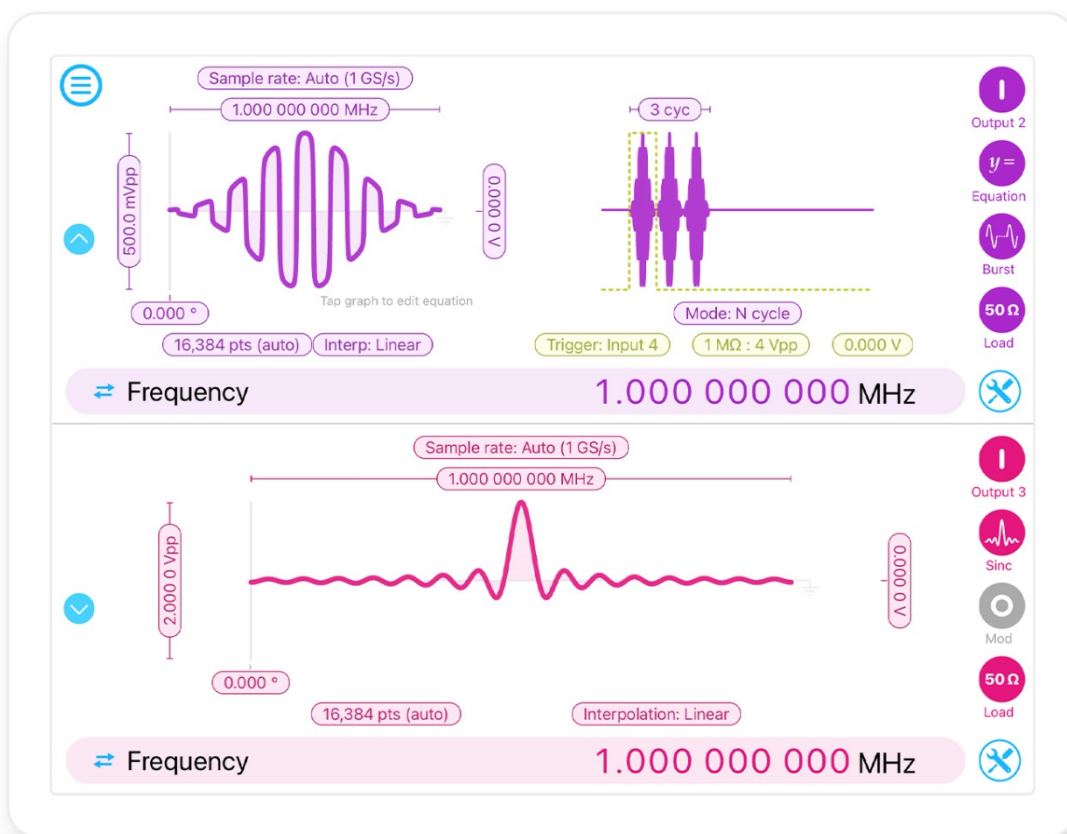 Sample rate: Auto (1 GS/s)
1.000 000 000 MHz
3 cyc
500.0 mVpp
0.000 0 V
Tap graph to edit equation
0.000 °
Mode: N cycle
16,384 pts (auto)
Interp: Linear
Trigger: Input 4
1 MΩ : 4 Vpp
0.000 V
Output 2
y=
Equation
Burst
50 Ω
Load
Frequency
1.000 000 000 MHz
Sample rate: Auto (1 GS/s)
1.000 000 000 MHz
2.000 0 Vpp
0.000 0 V
0.000 °
16,384 pts (auto)
Interpolation: Linear
Output 3
Sinc
Mod
50 Ω
Load
Frequency
1.000 000 000 MHz